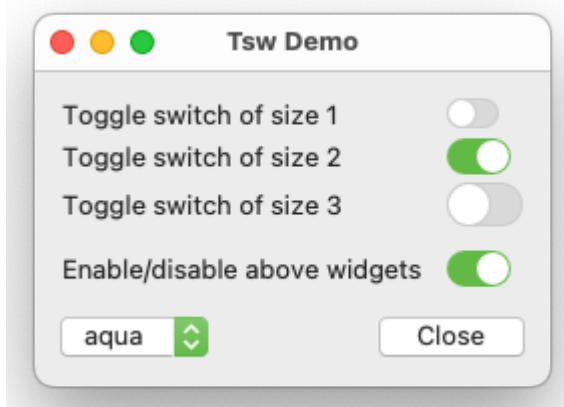 Tsw Demo
Toggle switch of size 1
Toggle switch of size 2
Toggle switch of size 3
Enable/disable above widgets
aqua
Close